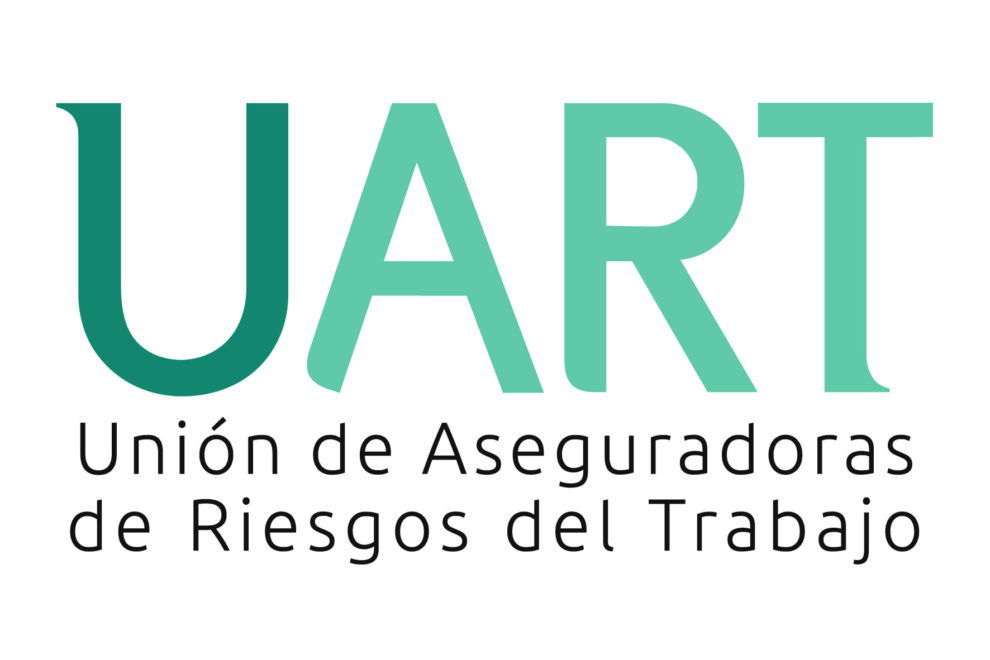 UART
Unión de Aseguradoras
de Riesgos del Trabajo